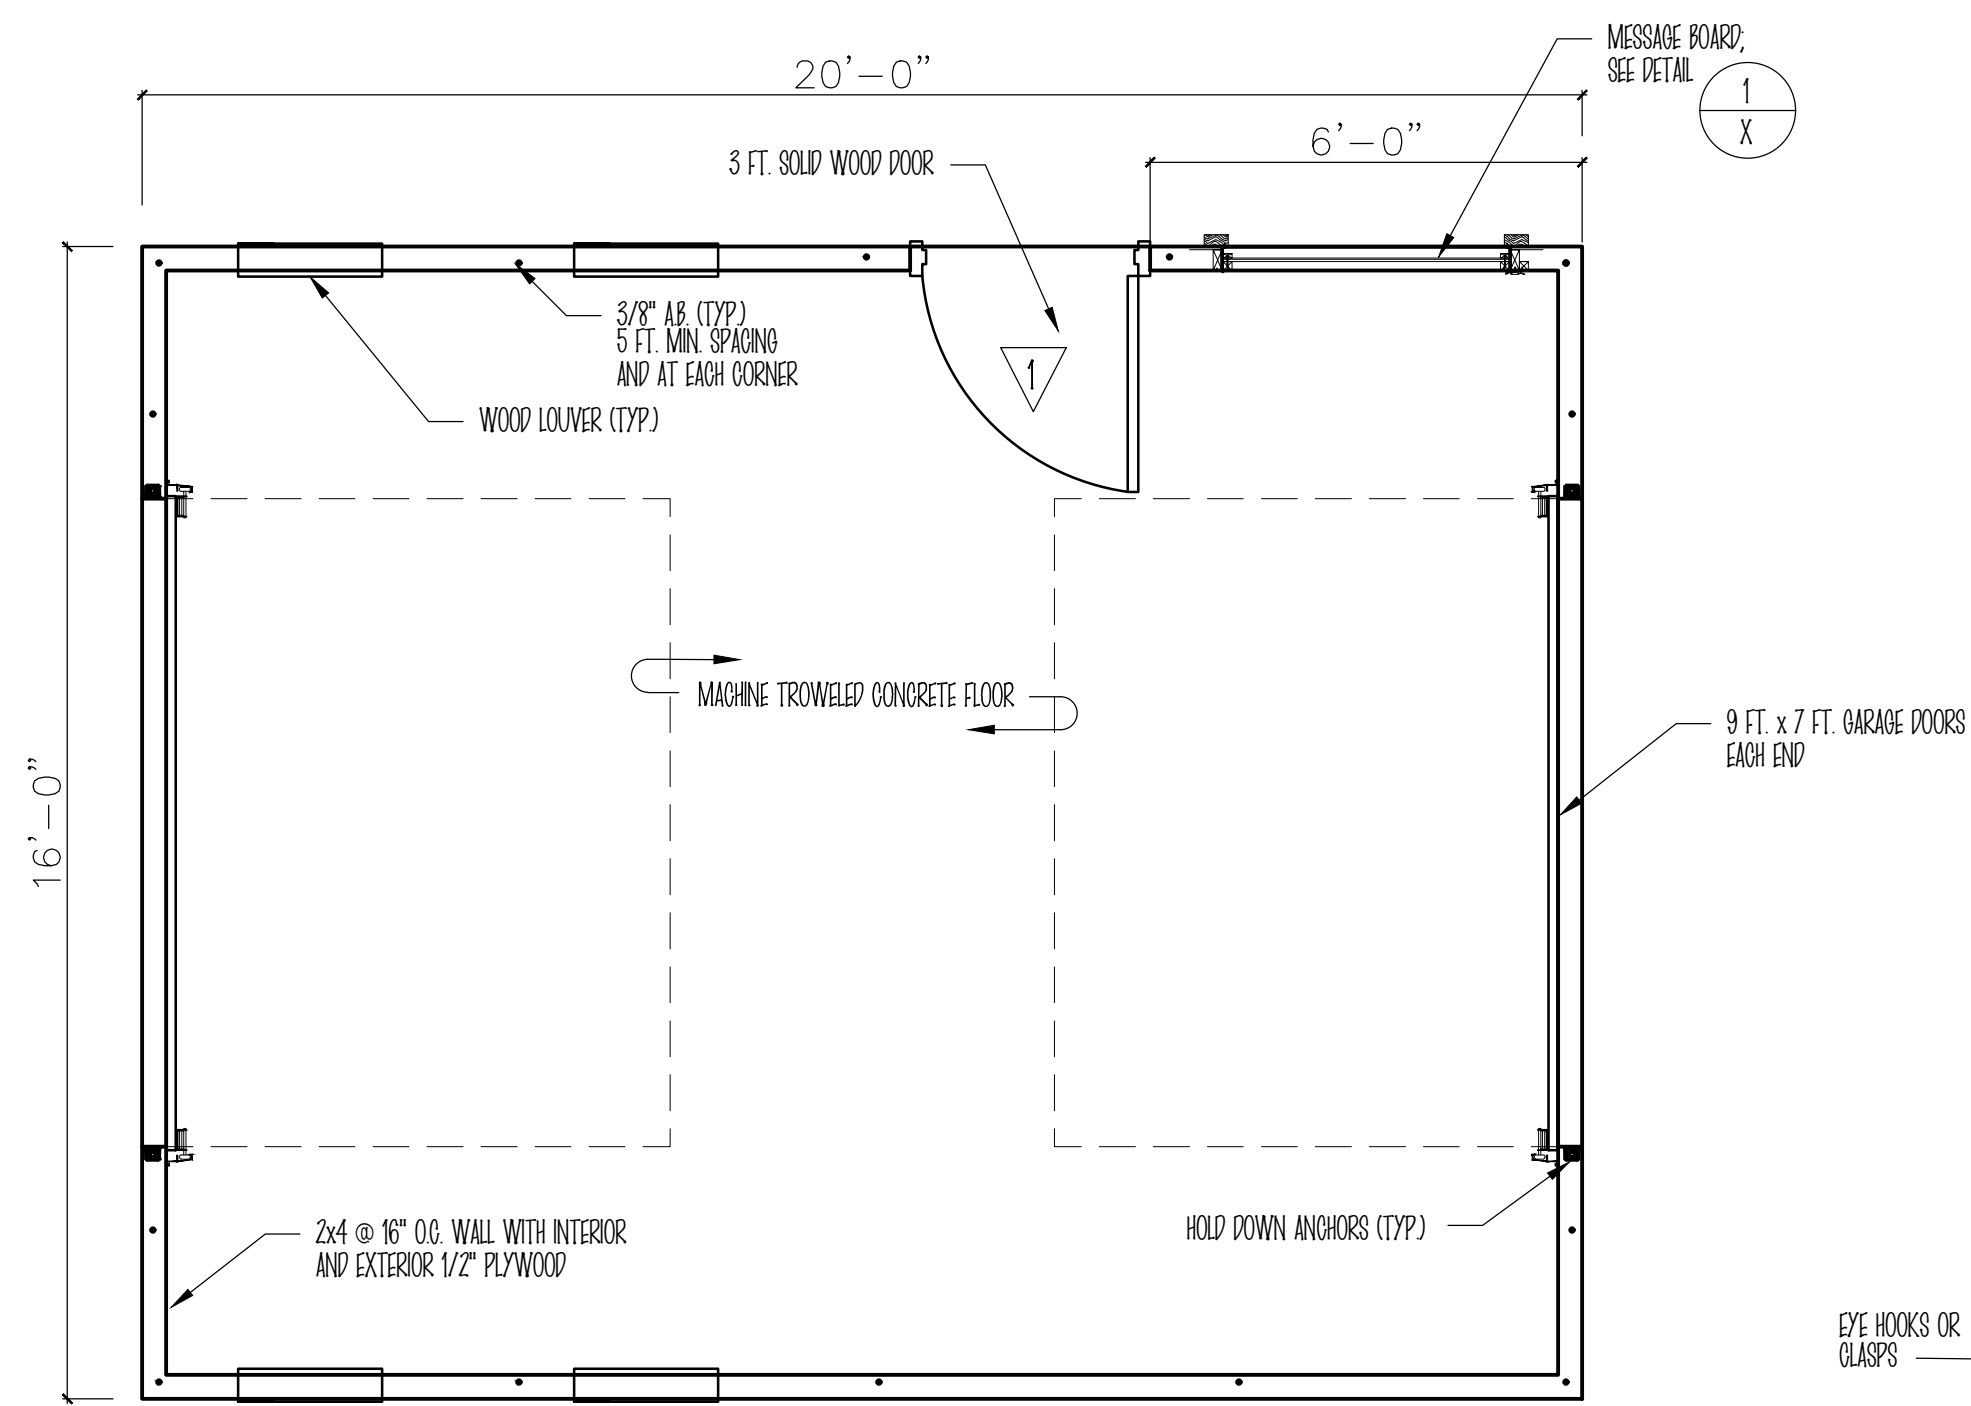 MESSAGE BOARD;
SEE DETAIL
1
X
20'-0"
6'-0"
3 FT. SOLID WOOD DOOR
3/8" A.B. (TYP.)
5 FT. MIN. SPACING
AND AT EACH CORNER
1
WOOD LOUVER (TYP.)
MACHINE TROWELED CONCRETE FLOOR
9 FT. x 7 FT. GARAGE DOORS
EACH END
16'-0"
2x4 @ 16" O.C. WALL WITH INTERIOR
AND EXTERIOR 1/2" PLYWOOD
HOLD DOWN ANCHORS (TYP.)
EYE HOOKS OR
CLASPS